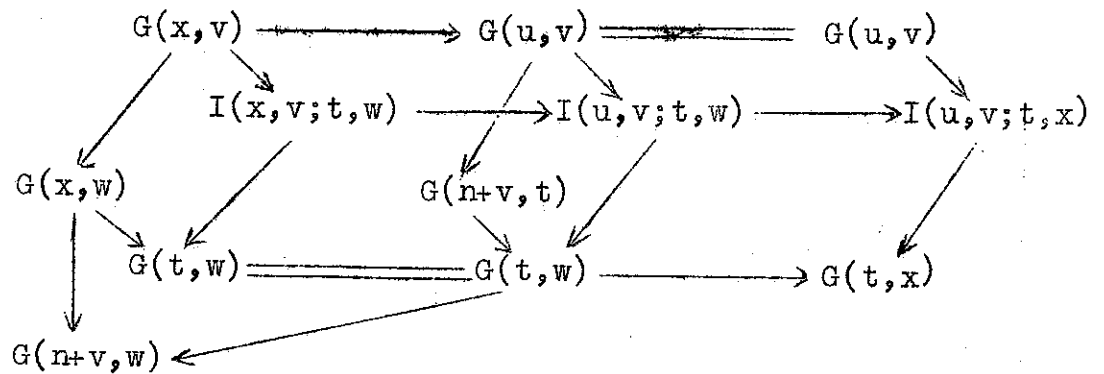 G(x,v) G(u,v) G(u,v)
I(x,v;t,w) I(u,v;t,w) I(u,v;t,x)
G(x,w) G(n+v,t)
G(t,w) G(t,w) G(t,x)
G(n+v,w)